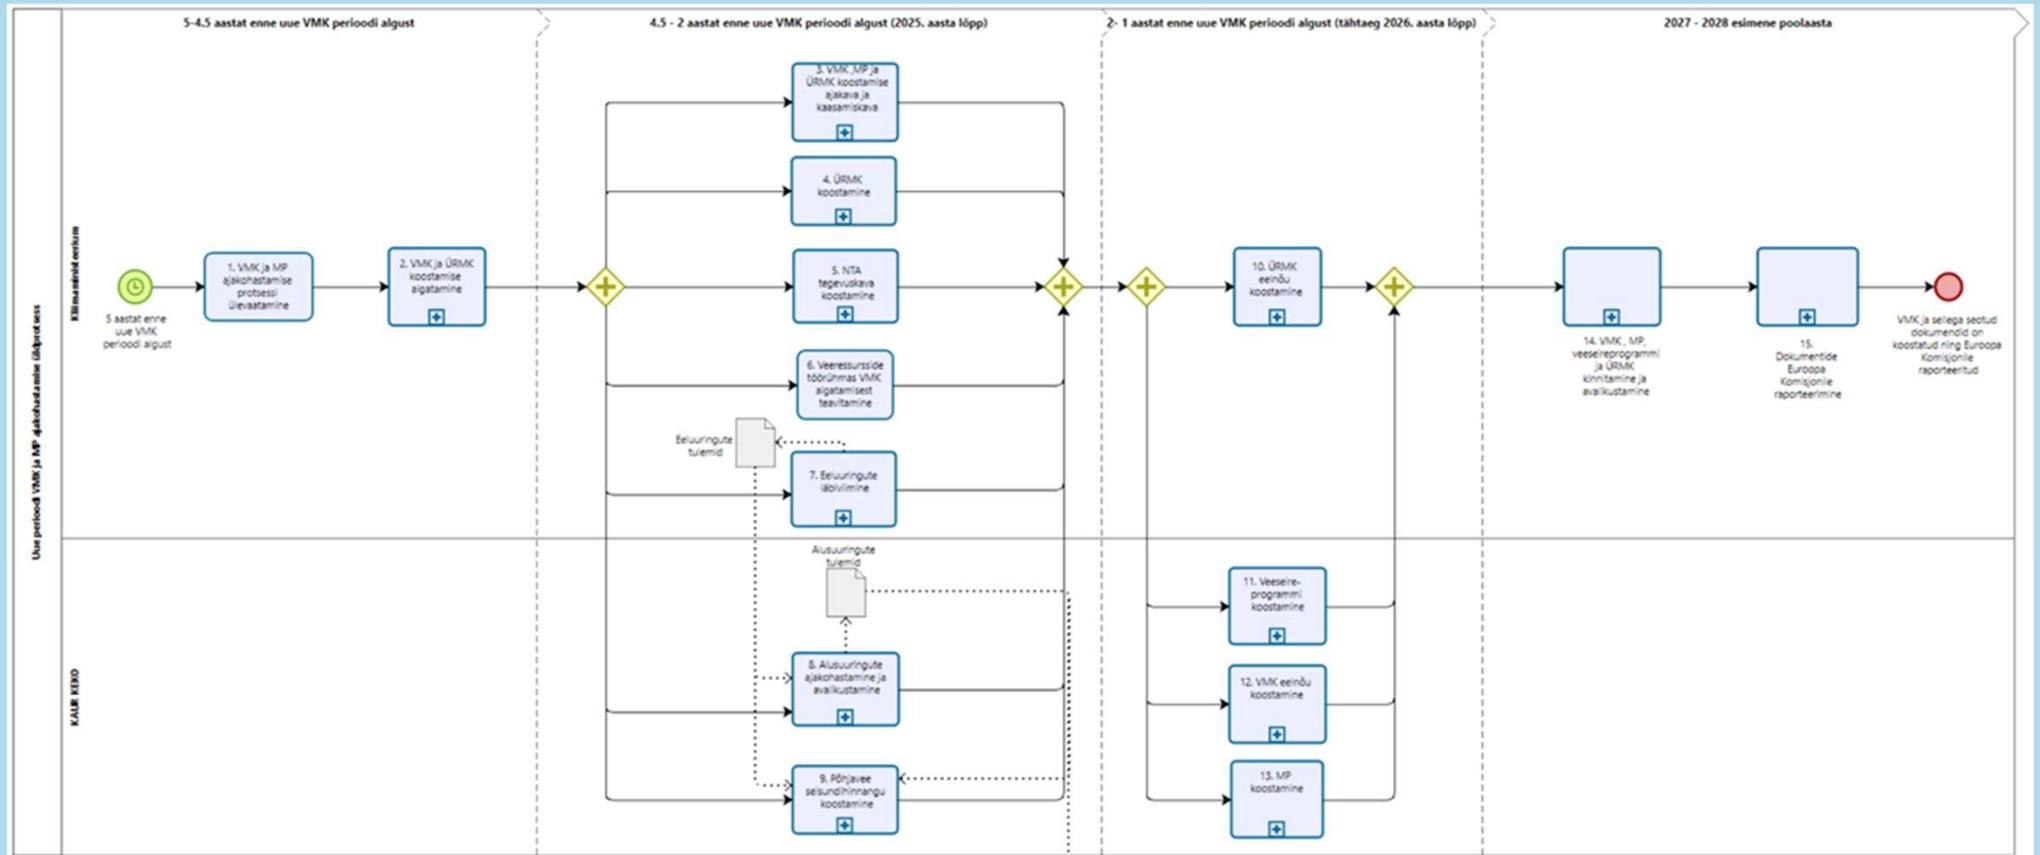 5-4.5 aastat enne uue VMK perioodi algust
4.5 - 2 aastat enne uue VMK perioodi algust (2025. aasta lõpp)
2- 1 aastat enne uue VMK perioodi algust (tähtaeg 2026. aasta lõpp)
2027 - 2028 esimene poolaasta
Uue perioodi VMK ja MP ajakohastamise üldprotsess
Kliimaministeerium
5 aastat enne
uue VMK
perioodi algust
1. VMK ja MP
ajakohastamise
protsessi
ülevaatamine
2. VMK ja ÜRMK
koostamise
algatamine
3. VMK ,MP ja
ÜRMK koostamise
ajakava ja
kaasamiskava
4. ÜRMK
koostamine
5. NTA
tegevuskava
koostamine
6. Veeressursside
töörühmas VMK
algatamisest
teavitamine
Eeluuringute
tulemid
7. Eeluuringute
läbiviimine
10. ÜRMK
eelnõu
koostamine
14. VMK , MP,
veeseireprogrammi
ja ÜRMK
kinnitamine ja
avalikustamine
15.
Dokumentide
Euroopa
Komisjonile
raporteerimine
VMK ja sellega seotud
dokumendid on
koostatud ning Euroopa
Komisjonile
raporteeritud
KAUR KEKO
Alusuuringute
tulemid
8. Alusuuringute
ajakohastamine ja
avalikustamine
9. Põhjavee
seisundihinnangu
koostamine
11. Veeseire-
programmi
koostamine
12. VMK eelnõu
koostamine
13. MP
koostamine